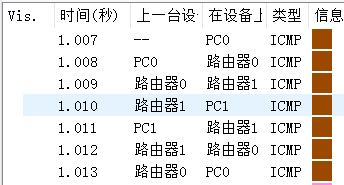 Vis. 时间(秒) 上一台设 在设备上 类型 信息
1.007 -- PC0 ICMP
1.008 PC0 路由器0 ICMP
1.009 路由器0 路由器1 ICMP
1.010 路由器1 PC1 ICMP
1.011 PC1 路由器1 ICMP
1.012 路由器1 路由器0 ICMP
1.013 路由器0 PC0 ICMP